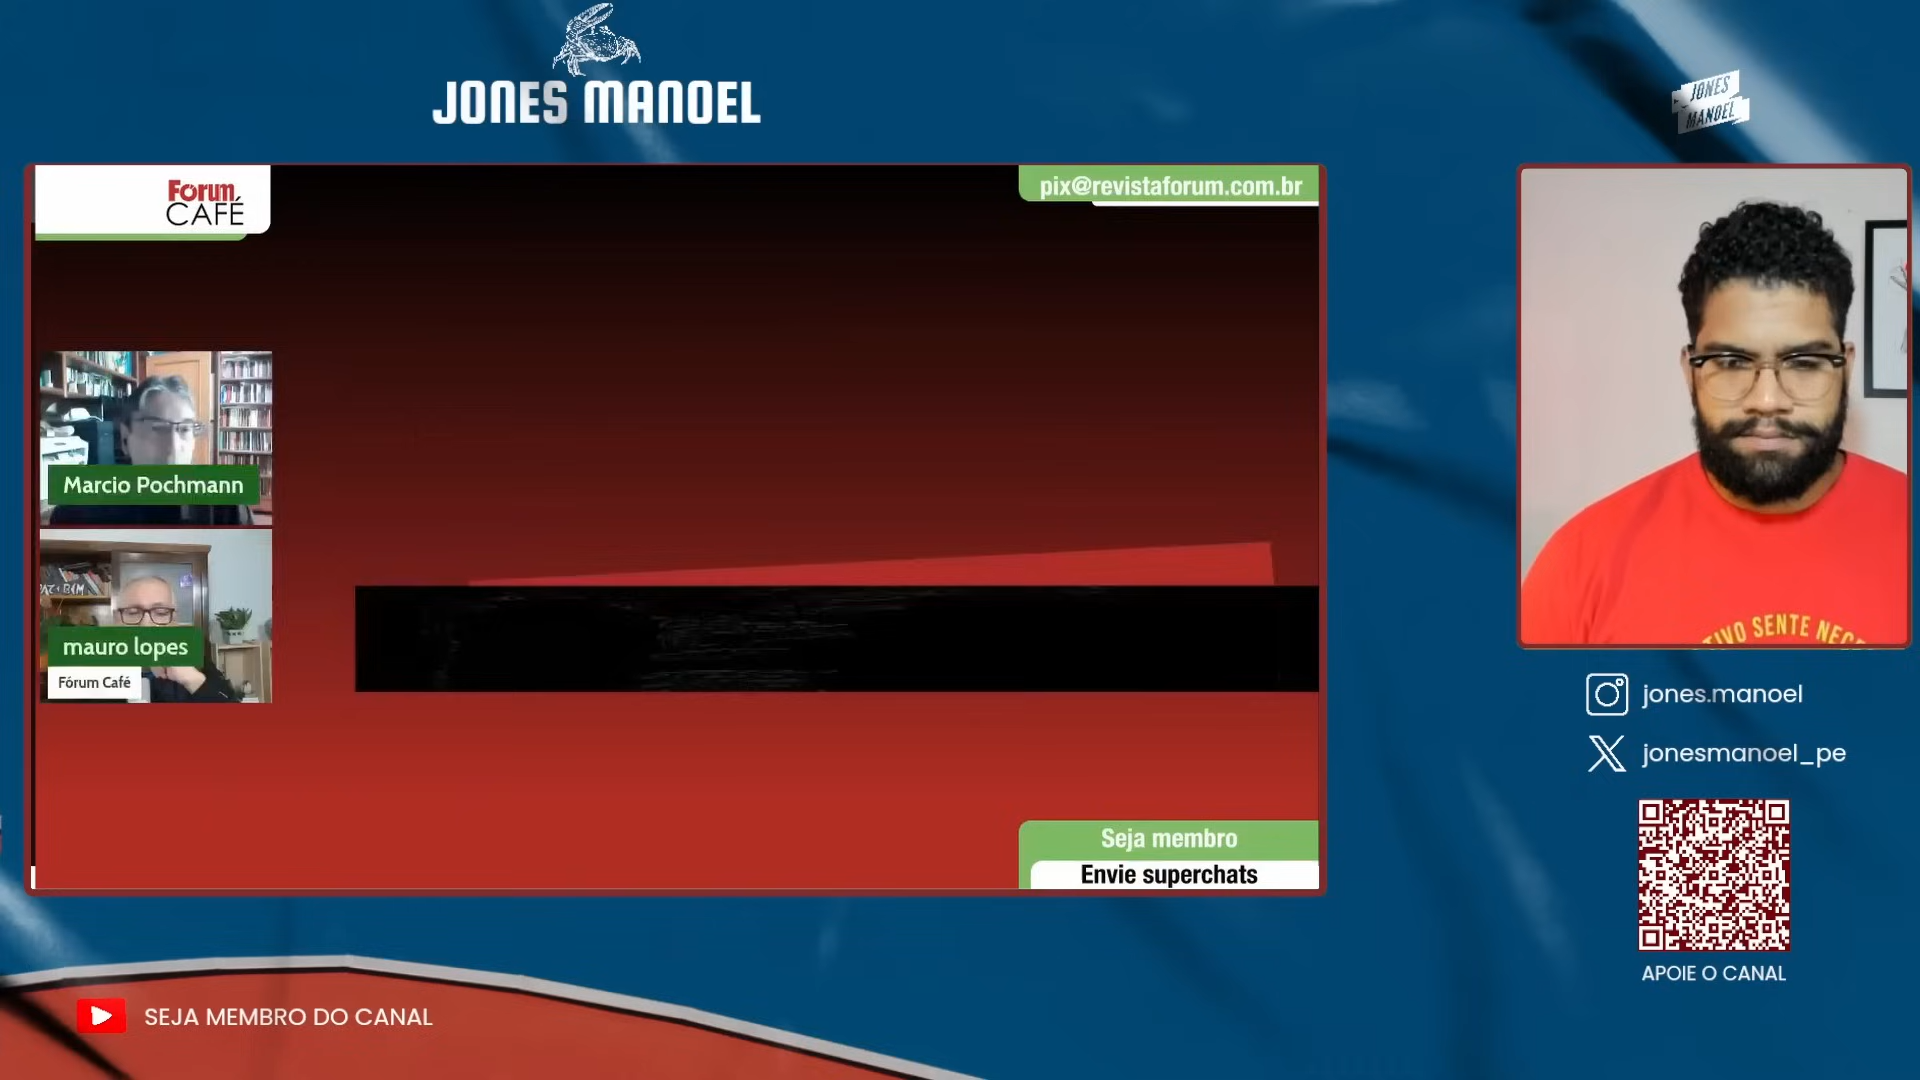 JONES MANOEL
JONES
MANOEL
Forum
CAFÉ
pix@revistaforum.com.br
Marcio Pochmann
mauro lopes
Fórum Café
Seja membro
Envie superchats
jones.manoel
jonesmanoel_pe
APOIE O CANAL
SEJA MEMBRO DO CANAL